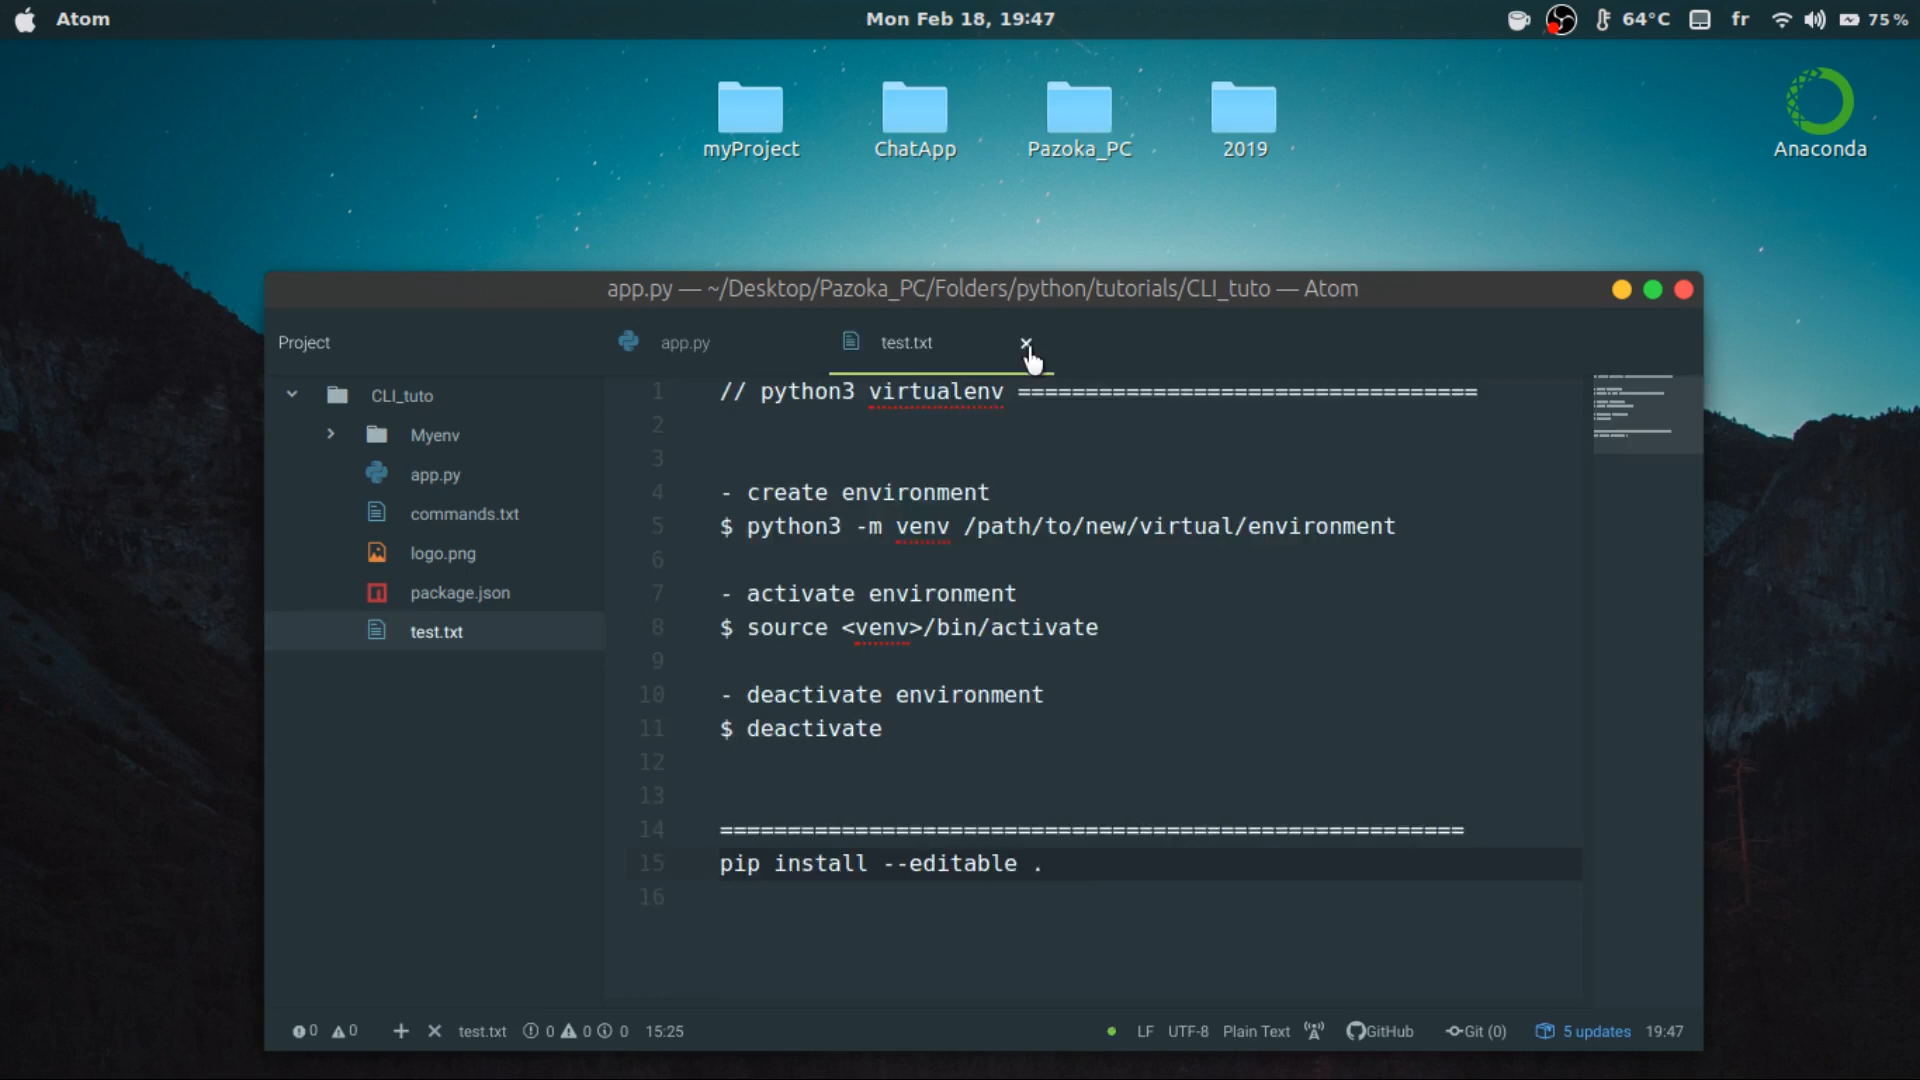 Atom
Mon Feb 18, 19:47
64°C
fr
75 %
myProject
ChatApp
Pazoka_PC
2019
Anaconda
app.py — ~/Desktop/Pazoka_PC/Folders/python/tutorials/CLI_tuto — Atom
Project
app.py
test.txt
CLI_tuto
Myenv
app.py
commands.txt
logo.png
package.json
test.txt
1 // python3 virtualenv ==================================
2
3
4 - create environment
5 $ python3 -m venv /path/to/new/virtual/environment
6
7 - activate environment
8 $ source <venv>/bin/activate
9
10 - deactivate environment
11 $ deactivate
12
13
14 =======================================================
15 pip install --editable .
16
0 0 + × test.txt 0 0 0 15:25
LF UTF-8 Plain Text GitHub Git (0) 5 updates 19:47